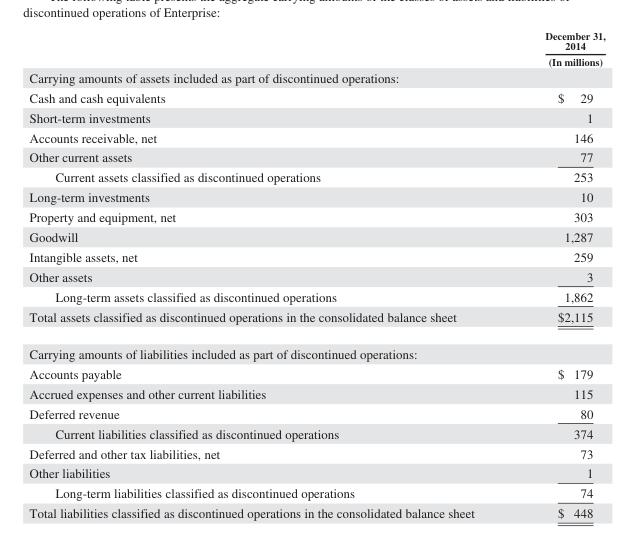 discontinued operations of Enterprise:
December 31,
2014
(In millions)
Carrying amounts of assets included as part of discontinued operations:
Cash and cash equivalents $ 29
Short-term investments 1
Accounts receivable, net 146
Other current assets 77
Current assets classified as discontinued operations 253
Long-term investments 10
Property and equipment, net 303
Goodwill 1,287
Intangible assets, net 259
Other assets 3
Long-term assets classified as discontinued operations 1,862
Total assets classified as discontinued operations in the consolidated balance sheet $2,115
Carrying amounts of liabilities included as part of discontinued operations:
Accounts payable $ 179
Accrued expenses and other current liabilities 115
Deferred revenue 80
Current liabilities classified as discontinued operations 374
Deferred and other tax liabilities, net 73
Other liabilities 1
Long-term liabilities classified as discontinued operations 74
Total liabilities classified as discontinued operations in the consolidated balance sheet $ 448